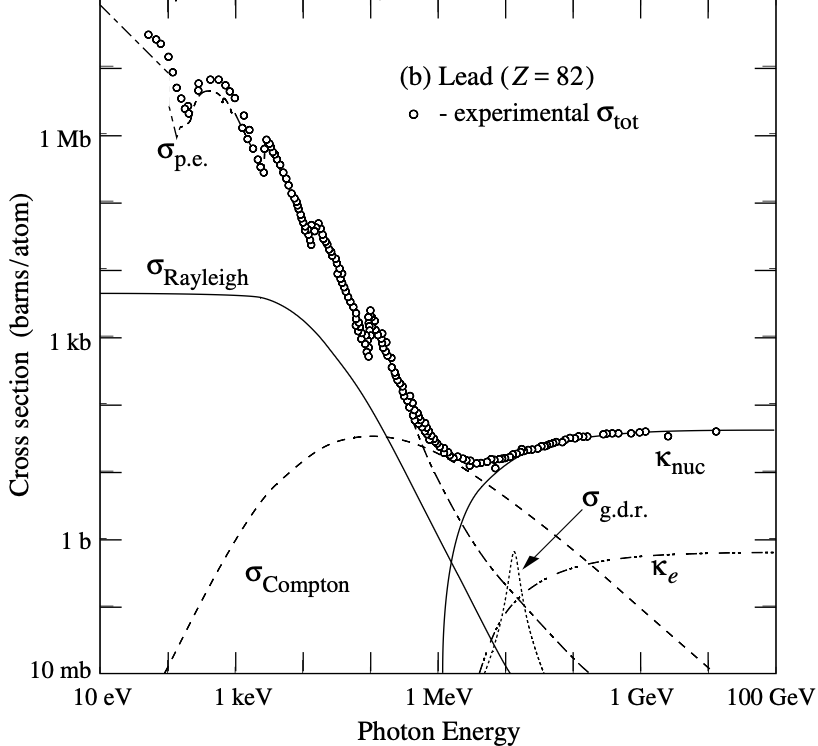 (b) Lead (Z = 82)
- experimental σtot
1 Mb
σp.e.
σRayleigh
1 kb
Cross section (barns/atom)
κnuc
σg.d.r.
1 b
κe
σCompton
10 mb
10 eV 1 keV 1 MeV 1 GeV 100 GeV
Photon Energy